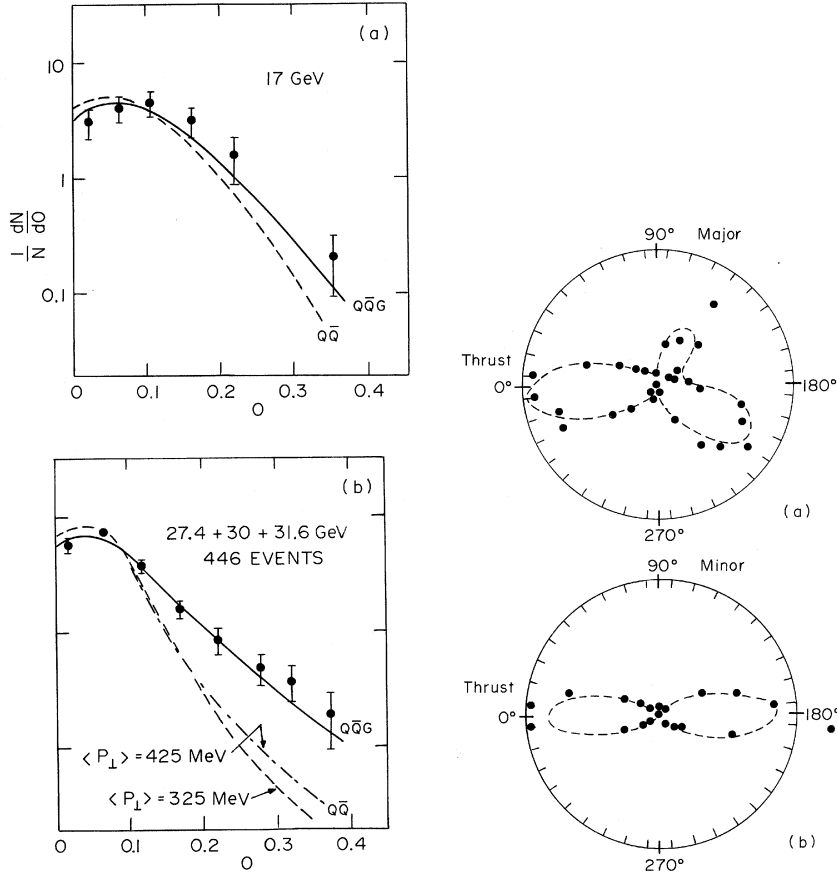 (a)
17 GeV
10
1
0.1
1/N dN/dO
QQ̅G
QQ̅
0 0.1 0.2 0.3 0.4
O
(b)
27.4 + 30 + 31.6 GeV
446 EVENTS
QQ̅G
⟨P⊥⟩ = 425 MeV
⟨P⊥⟩ = 325 MeV
QQ̅
0 0.1 0.2 0.3 0.4
O
90° Major
Thrust
0°
180°
270°
(a)
90° Minor
Thrust
0°
180°
270°
(b)